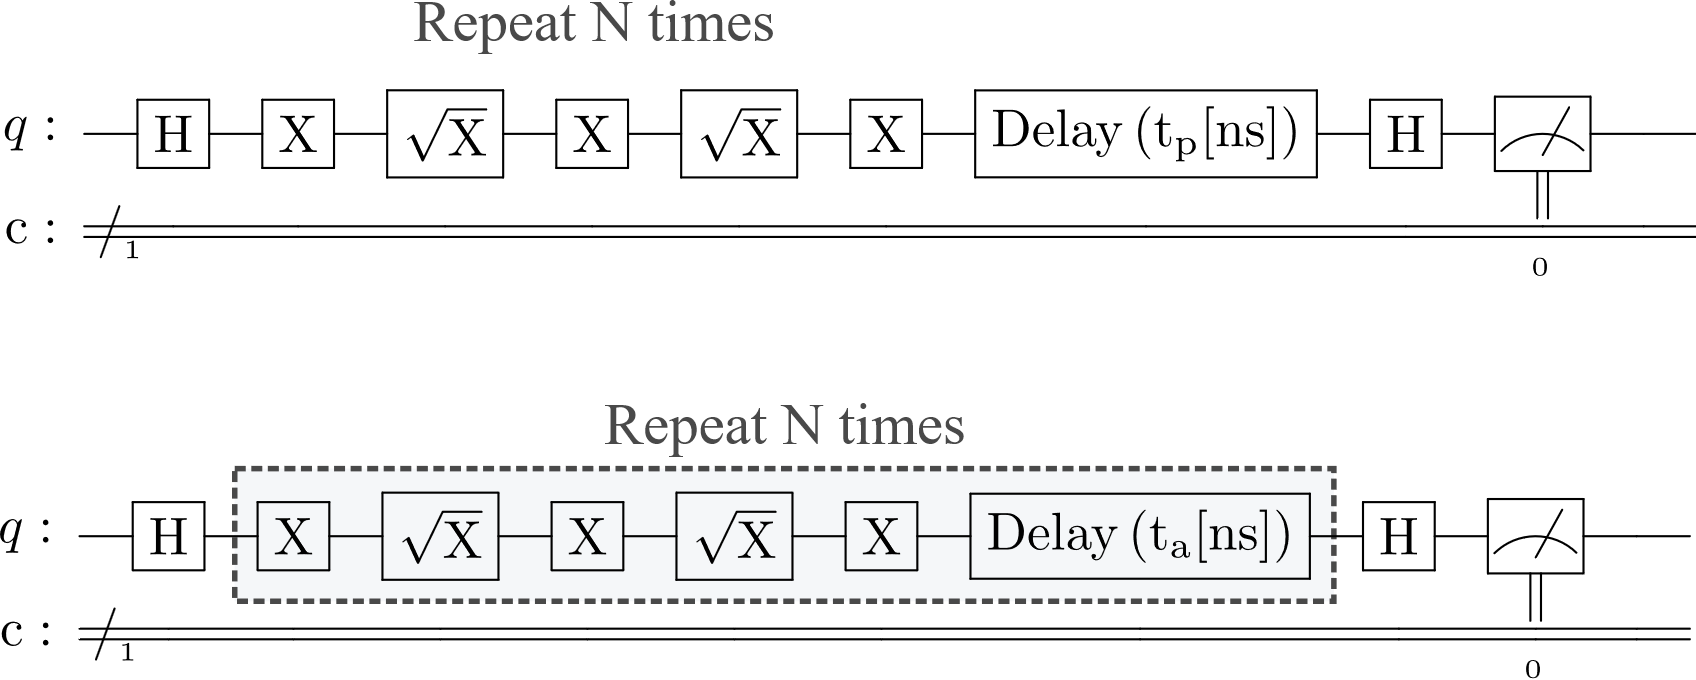 Repeat N times
q : H X √X X √X X Delay (tp[ns]) H
c : 1
0
Repeat N times
q : H X √X X √X X Delay (ta[ns]) H
c : 1
0